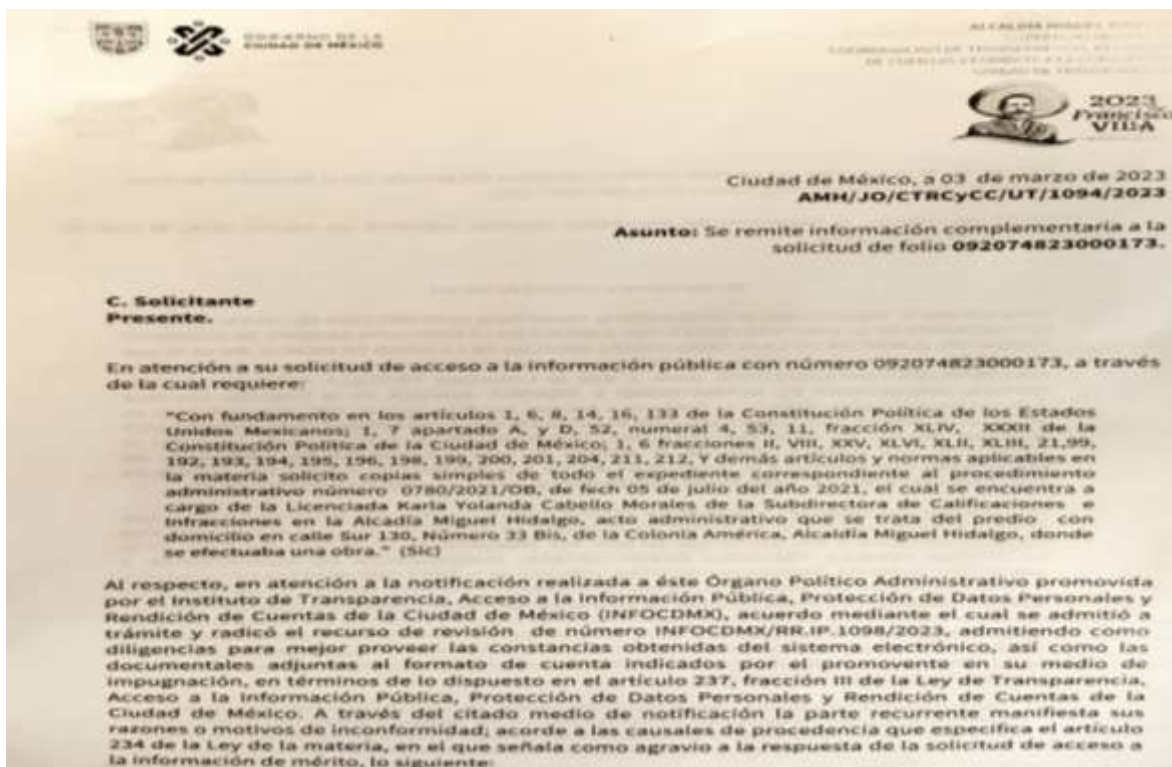 GOBIERNO DE LA
CIUDAD DE MÉXICO
2023
Francisco
VILLA
Ciudad de México, a 03 de marzo de 2023
AMH/JO/CTRCyCC/UT/1094/2023
Asunto: Se remite información complementaria a la
solicitud de folio 092074823000173.
C. Solicitante
Presente.
En atención a su solicitud de acceso a la información pública con número 092074823000173, a través
de la cual requiere:
"Con fundamento en los artículos 1, 6, 8, 14, 16, 133 de la Constitución Política de los Estados
Unidos Mexicanos; 1, 7 apartado A, y D, 52, numeral 4, 53, 11, fracción XLIV, XXXII de la
Constitución Política de la Ciudad de México; 1, 6 fracciones II, VIII, XXV, XLVI, XLII, XLIII, 21,99,
192, 193, 194, 195, 196, 198, 199, 200, 201, 204, 211, 212, Y demás artículos y normas aplicables en
la materia solicito copias simples de todo el expediente correspondiente al procedimiento
administrativo número 0780/2021/OB, de fech 05 de julio del año 2021, el cual se encuentra a
cargo de la Licenciada Karla Yolanda Cabello Morales de la Subdirectora de Calificaciones e
Infracciones en la Alcadía Miguel Hidalgo, acto administrativo que se trata del predio con
domicilio en calle Sur 130, Número 33 Bis, de la Colonia América, Alcaldía Miguel Hidalgo, donde
se efectuaba una obra." (Sic)
Al respecto, en atención a la notificación realizada a éste Órgano Político Administrativo promovida
por el Instituto de Transparencia, Acceso a la Información Pública, Protección de Datos Personales y
Rendición de Cuentas de la Ciudad de México (INFOCDMX), acuerdo mediante el cual se admitió a
trámite y radicó el recurso de revisión de número INFOCDMX/RR.IP.1098/2023, admitiendo como
diligencias para mejor proveer las constancias obtenidas del sistema electrónico, así como las
documentales adjuntas al formato de cuenta indicados por el promovente en su medio de
impugnación, en términos de lo dispuesto en el artículo 237, fracción III de la Ley de Transparencia,
Acceso a la Información Pública, Protección de Datos Personales y Rendición de Cuentas de la
Ciudad de México. A través del citado medio de notificación la parte recurrente manifiesta sus
razones o motivos de inconformidad; acorde a las causales de procedencia que especifica el artículo
234 de la Ley de la materia, en el que señala como agravio a la respuesta de la solicitud de acceso a
la información de mérito, lo siguiente: